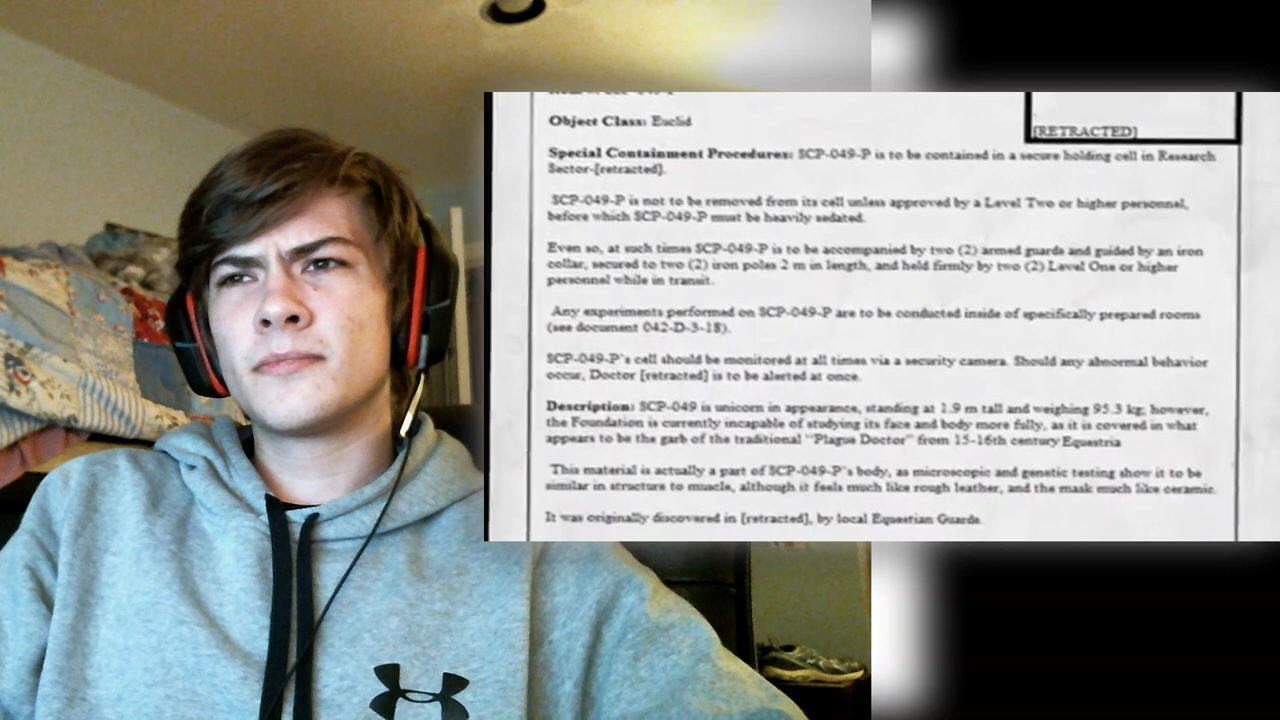 [RETRACTED]
Object Class: Euclid
Special Containment Procedures: SCP-049-P is to be contained in a secure holding cell in Research
Sector-[retracted].
SCP-049-P is not to be removed from its cell unless approved by a Level Two or higher personnel,
before which SCP-049-P must be heavily sedated.
Even so, at such times SCP-049-P is to be accompanied by two (2) armed guards and guided by an iron
collar, secured to two (2) iron poles 2 m in length, and held firmly by two (2) Level One or higher
personnel while in transit.
Any experiments performed on SCP-049-P are to be conducted inside of specifically prepared rooms
(see document 042-D-3-18).
SCP-049-P's cell should be monitored at all times via a security camera. Should any abnormal behavior
occur, Doctor [retracted] is to be alerted at once.
Description: SCP-049 is unicorn in appearance, standing at 1.9 m tall and weighing 95.3 kg; however,
the Foundation is currently incapable of studying its face and body more fully, as it is covered in what
appears to be the garb of the traditional "Plague Doctor" from 15-16th century Equestria
This material is actually a part of SCP-049-P's body, as microscopic and genetic testing show it to be
similar in structure to muscle, although it feels much like rough leather, and the mask much like ceramic.
It was originally discovered in [retracted], by local Equestian Guards.